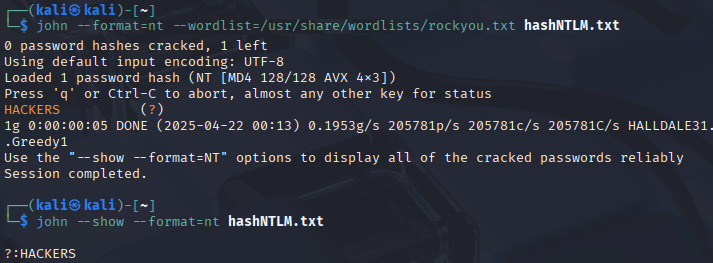 ┌──(kali㉿kali)-[~]
└─$ john --format=nt --wordlist=/usr/share/wordlists/rockyou.txt hashNTLM.txt
0 password hashes cracked, 1 left
Using default input encoding: UTF-8
Loaded 1 password hash (NT [MD4 128/128 AVX 4×3])
Press 'q' or Ctrl-C to abort, almost any other key for status
HACKERS          (?)
1g 0:00:00:05 DONE (2025-04-22 00:13) 0.1953g/s 205781p/s 205781c/s 205781C/s HALLDALE31.
.Greedy1
Use the "--show --format=NT" options to display all of the cracked passwords reliably
Session completed.
┌──(kali㉿kali)-[~]
└─$ john --show --format=nt hashNTLM.txt
?:HACKERS